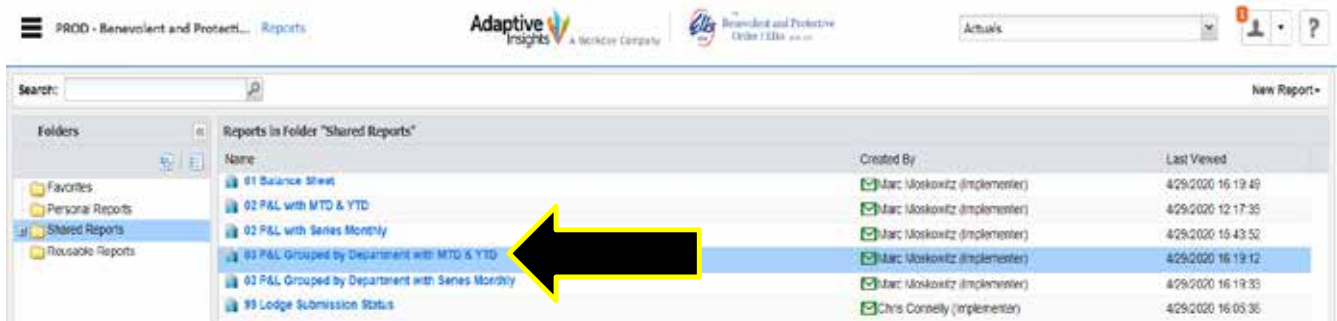 PROD - Benevolent and Protecti... Reports
Adaptive Insights A Workday Company
Elks Benevolent and Protective Order of Elks
Actuals
1
?
Search:
New Report
Folders
Reports in Folder "Shared Reports"
Name Created By Last Viewed
Favorites
Personal Reports
Shared Reports
Reusable Reports
01 Balance Sheet Marc Moskowitz (Implementer) 4/29/2020 16:19:49
02 P&L with MTD & YTD Marc Moskowitz (Implementer) 4/29/2020 12:17:35
02 P&L with Series Monthly Marc Moskowitz (Implementer) 4/29/2020 15:43:52
03 P&L Grouped by Department with MTD & YTD Marc Moskowitz (Implementer) 4/29/2020 16:19:12
03 P&L Grouped by Department with Series Monthly Marc Moskowitz (Implementer) 4/29/2020 16:19:33
99 Lodge Submission Status Chris Connelly (Implementer) 4/29/2020 16:05:35